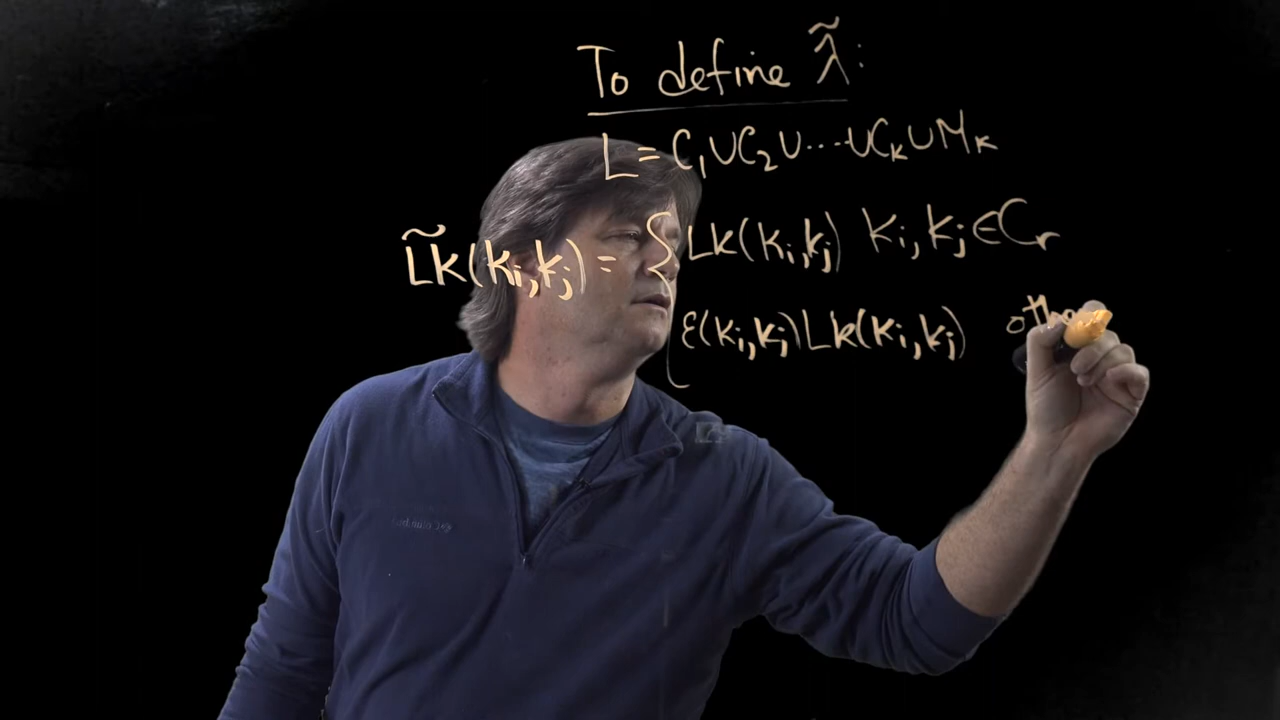 To define λ̃:
L = C₁∪C₂∪····∪Cₖ∪Mₖ
L̃k(kᵢ,kⱼ) = { Lk(kᵢ,kⱼ) kᵢ,kⱼ∈Cᵣ
ε(kᵢ,kⱼ)Lk(kᵢ,kⱼ) othe